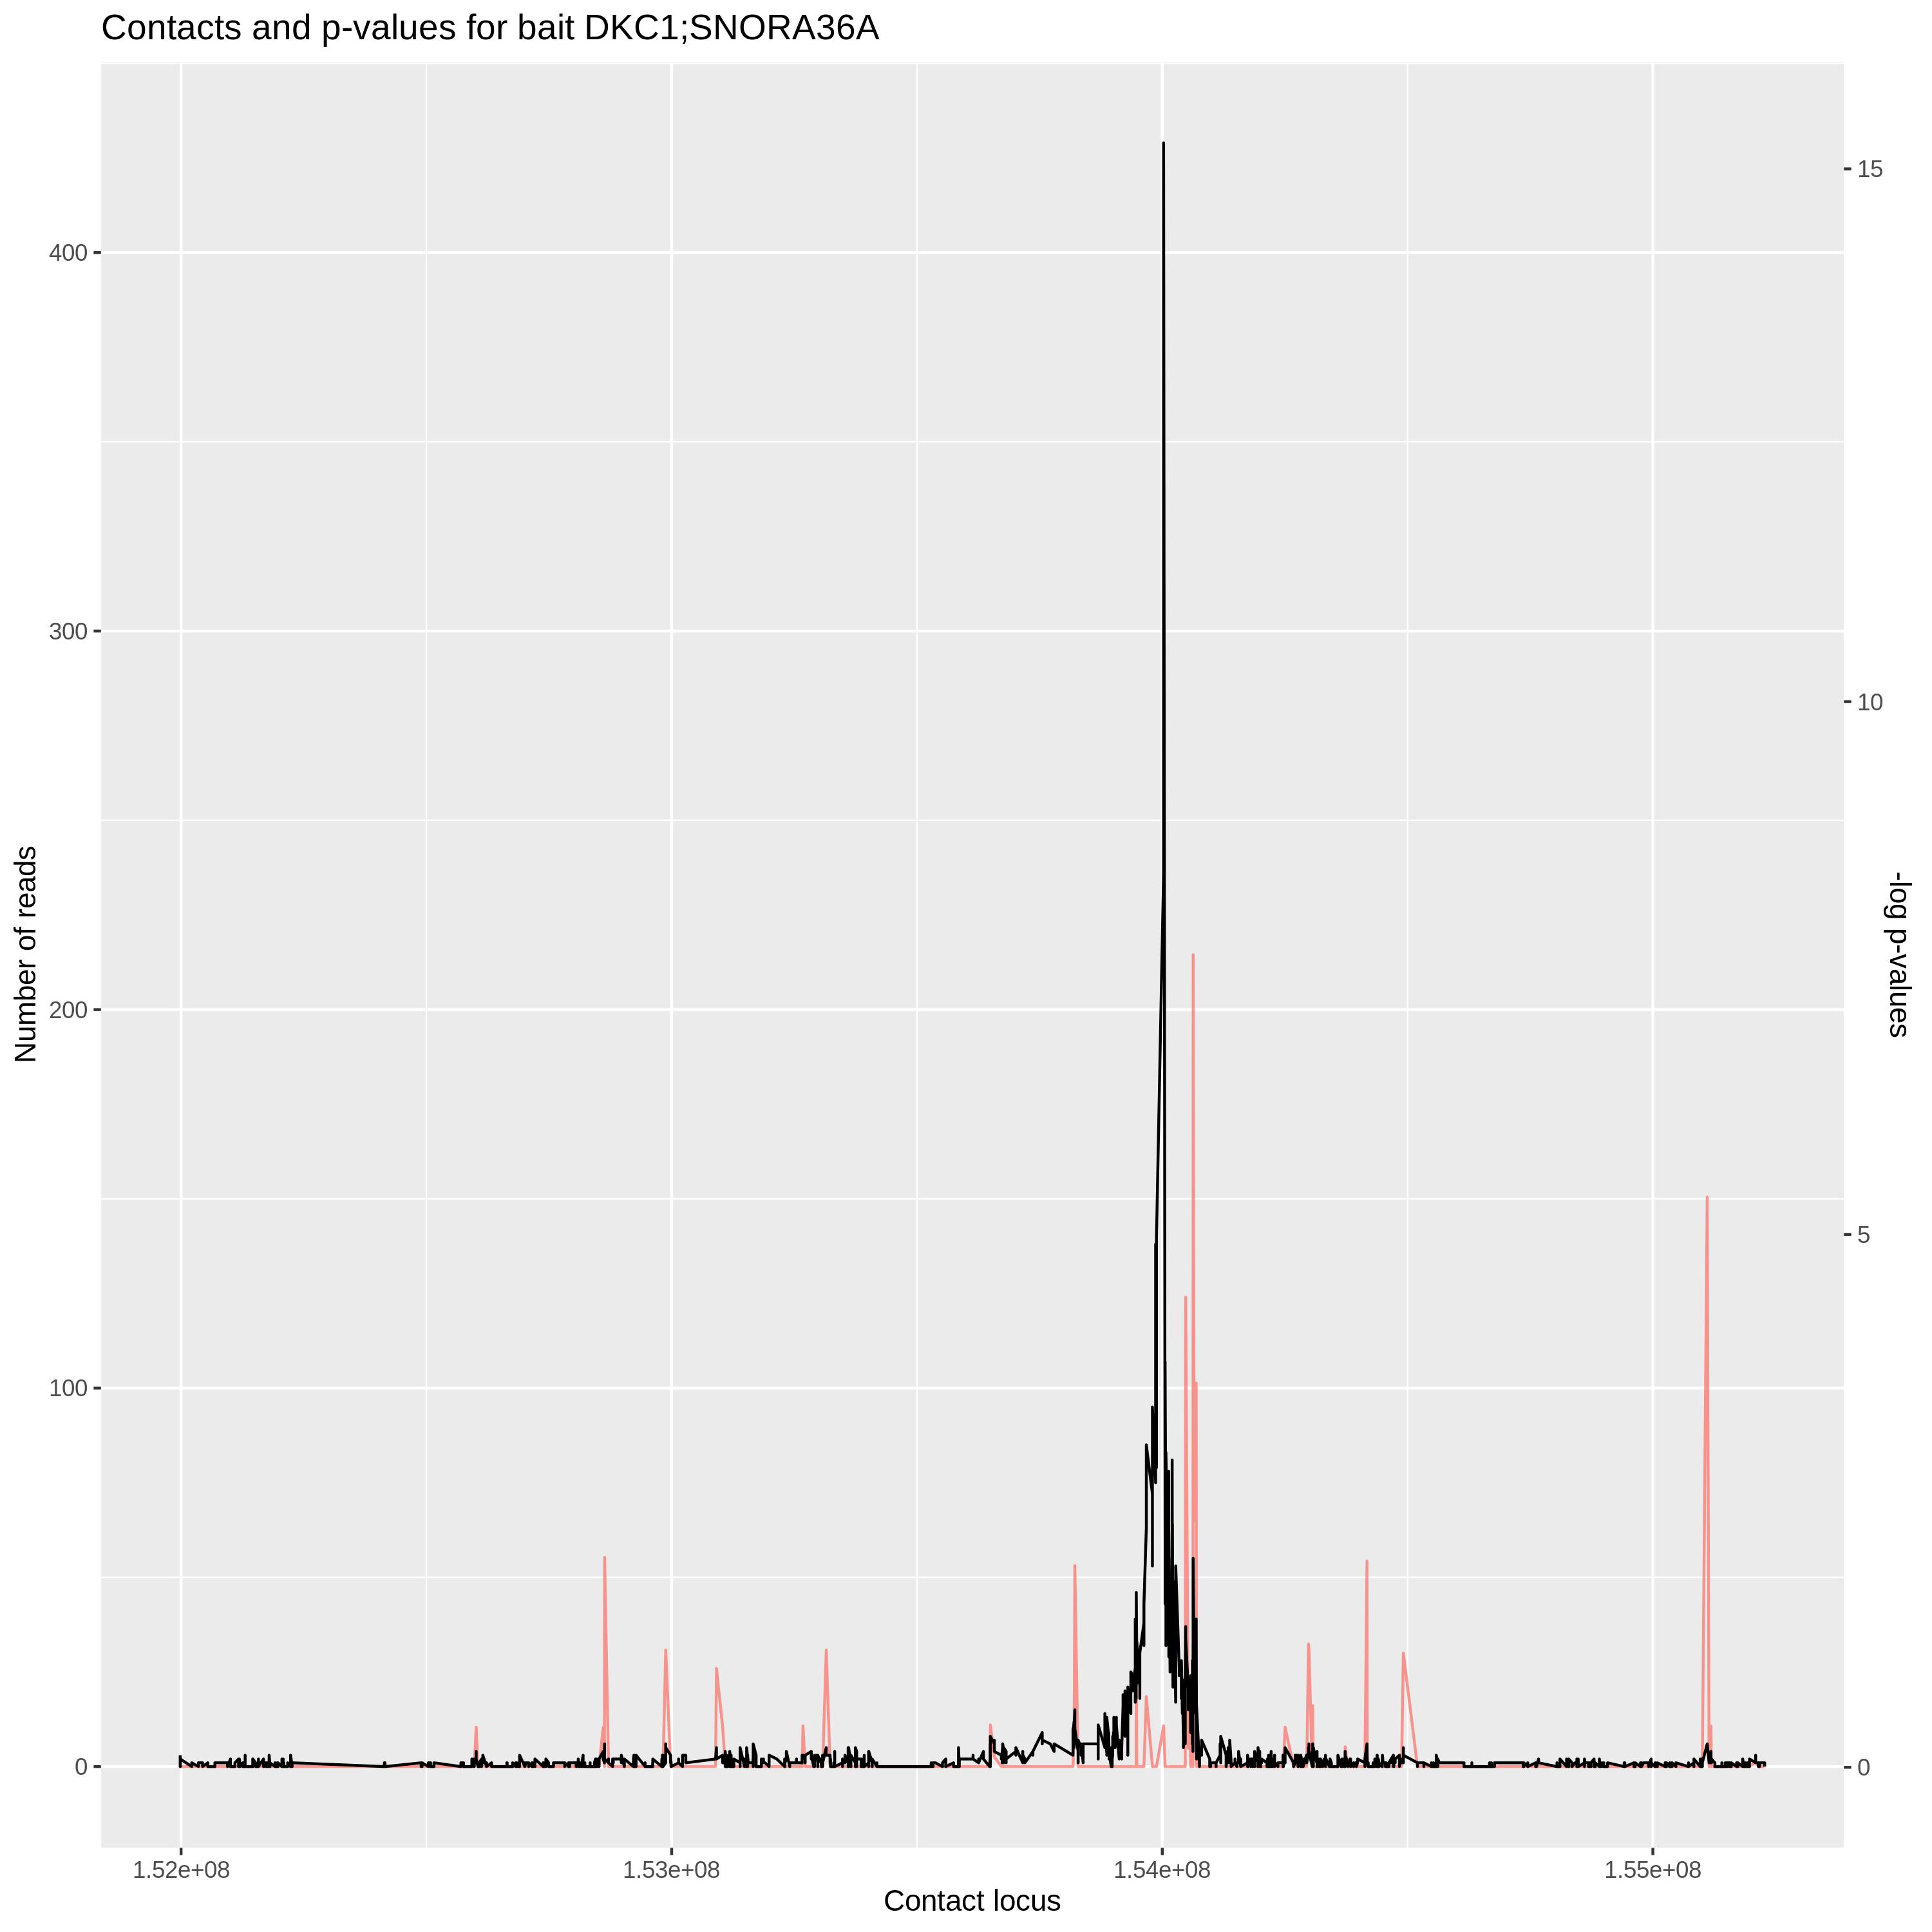 Contacts and p-values for bait DKC1;SNORA36A
400
300
200
100
0
Number of reads
15
10
5
0
-log p-values
1.52e+08
1.53e+08
1.54e+08
1.55e+08
Contact locus